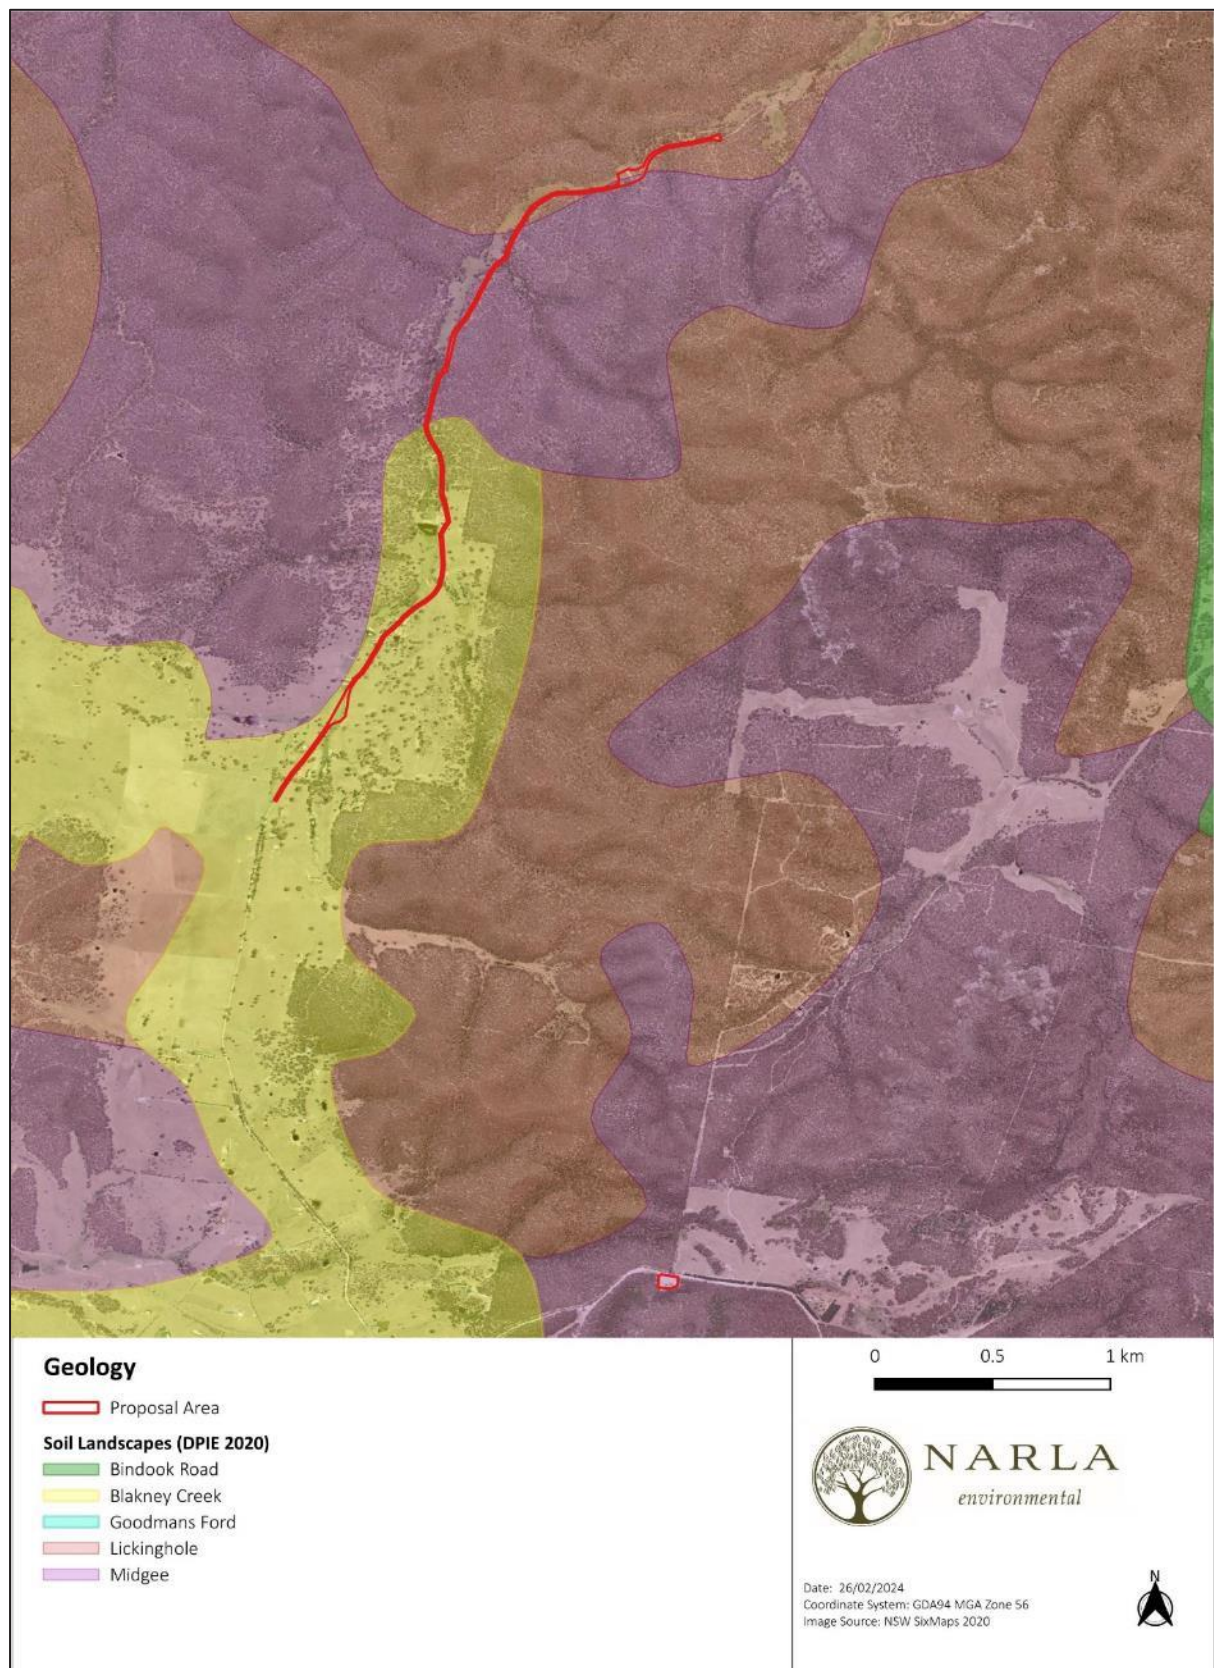 Geology
Proposal Area
Soil Landscapes (DPIE 2020)
Bindook Road
Blakney Creek
Goodmans Ford
Lickinghole
Midgee
0 0.5 1 km
NARLA
environmental
Date: 26/02/2024
Coordinate System: GDA94 MGA Zone 56
Image Source: NSW SixMaps 2020
N